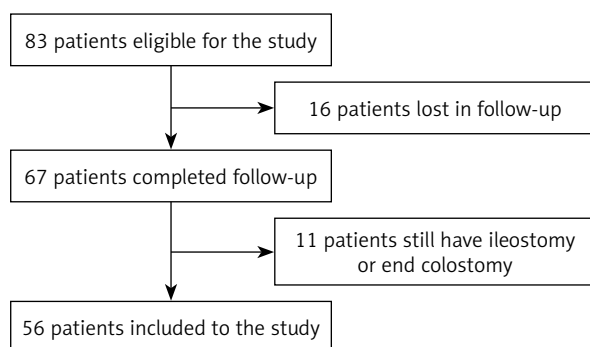 83 patients eligible for the study
16 patients lost in follow-up
67 patients completed follow-up
11 patients still have ileostomy
or end colostomy
56 patients included to the study